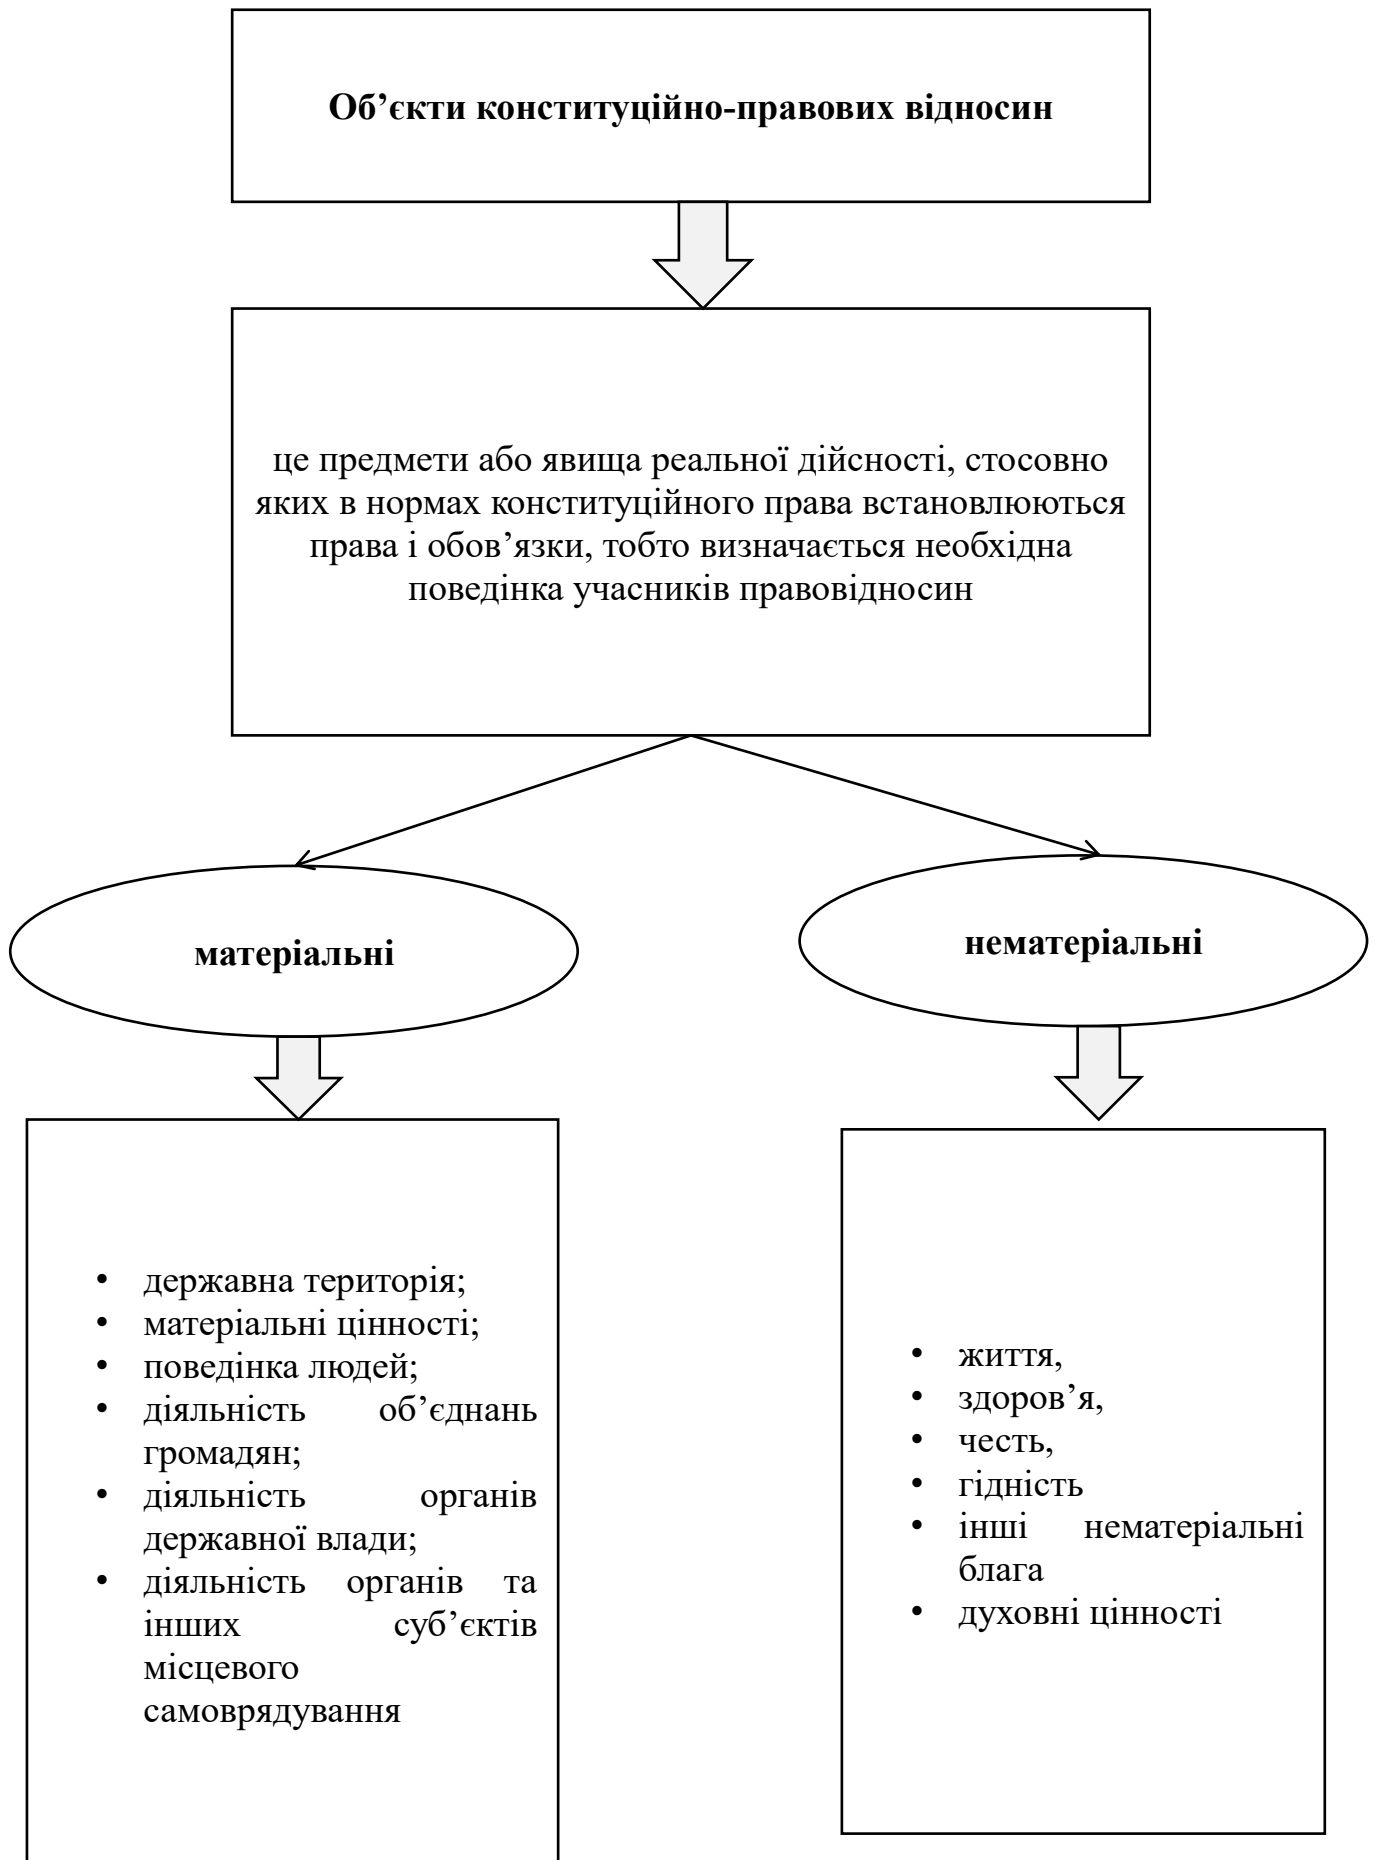 Об’єкти конституційно-правових відносин
це предмети або явища реальної дійсності, стосовно
яких в нормах конституційного права встановлюються
права і обов’язки, тобто визначається необхідна
поведінка учасників правовідносин
матеріальні
нематеріальні
• державна територія;
• матеріальні цінності;
• поведінка людей;
• діяльність об’єднань
громадян;
• діяльність органів
державної влади;
• діяльність органів та
інших суб’єктів
місцевого
самоврядування
• життя,
• здоров’я,
• честь,
• гідність
• інші нематеріальні
блага
• духовні цінності